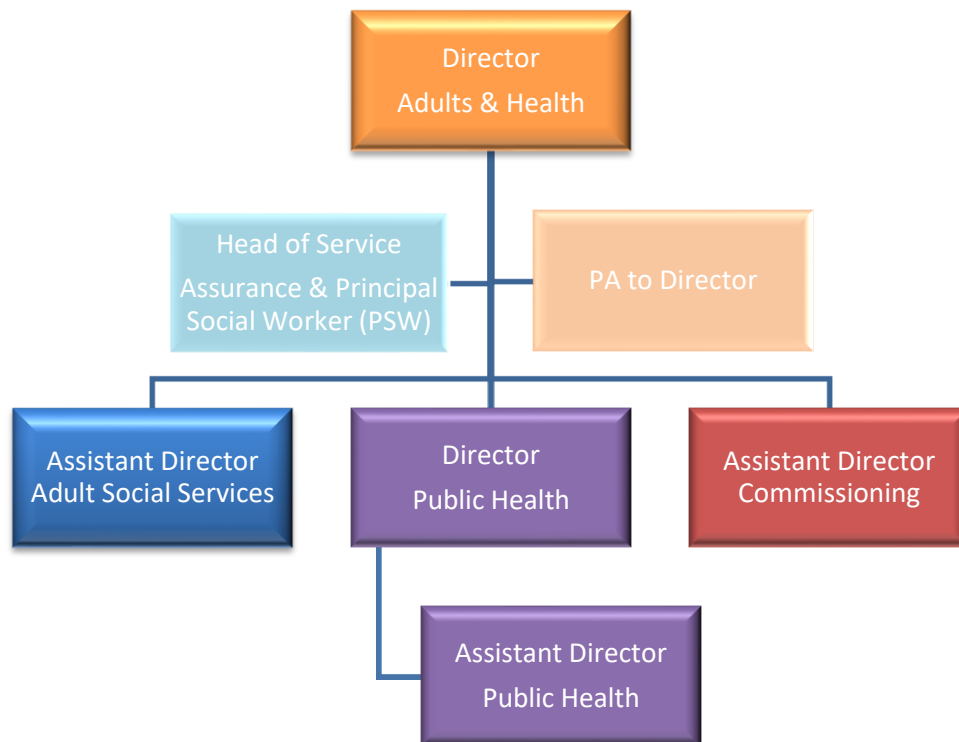 Director
Adults & Health
Head of Service
Assurance & Principal
Social Worker (PSW)
PA to Director
Assistant Director
Adult Social Services
Director
Public Health
Assistant Director
Commissioning
Assistant Director
Public Health